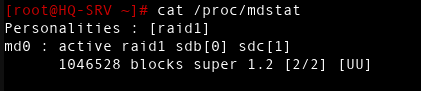 [root@HQ-SRV ~]# cat /proc/mdstat
Personalities : [raid1]
md0 : active raid1 sdb[0] sdc[1]
      1046528 blocks super 1.2 [2/2] [UU]